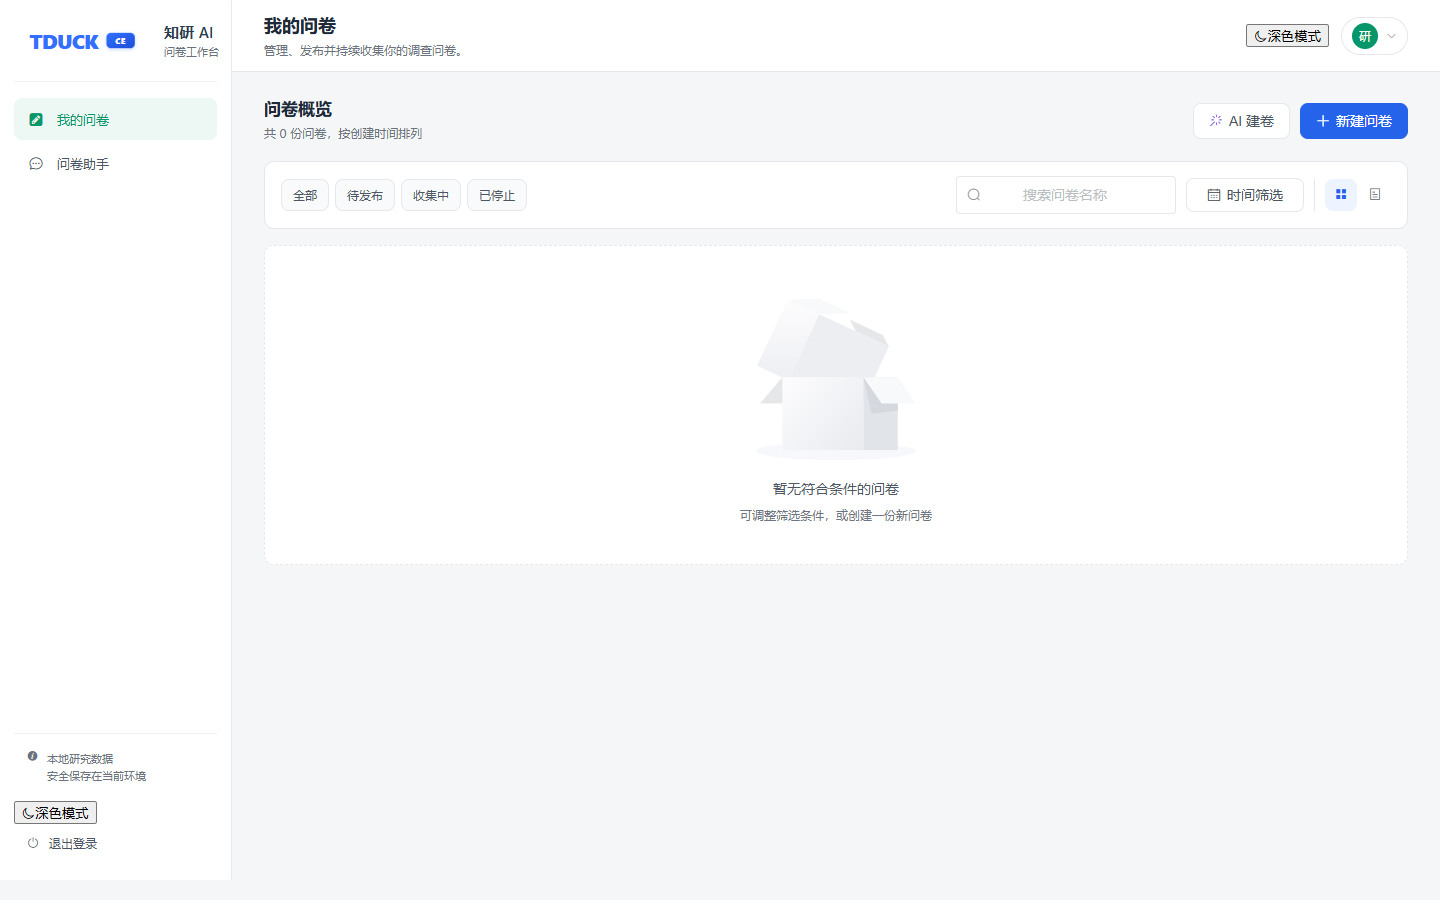 TDUCK CE
知研 AI
问卷工作台
我的问卷
问卷助手
本地研究数据
安全保存在当前环境
深色模式
退出登录
我的问卷
管理、发布并持续收集你的调查问卷。
深色模式
研
问卷概览
共 0 份问卷，按创建时间排列
AI 建卷
新建问卷
全部
待发布
收集中
已停止
搜索问卷名称
时间筛选
暂无符合条件的问卷
可调整筛选条件，或创建一份新问卷